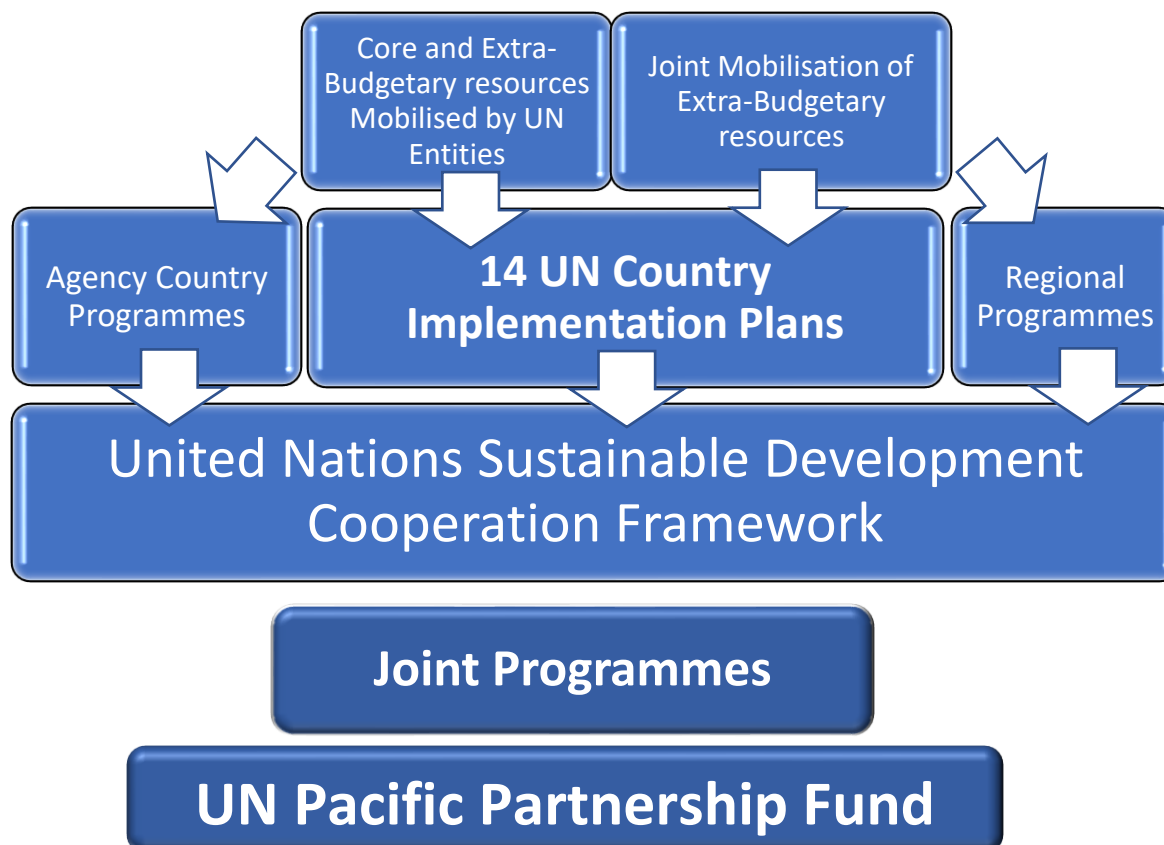 Core and Extra-
Budgetary resources
Mobilised by UN
Entities
Joint Mobilisation of
Extra-Budgetary
resources
Agency Country
Programmes
14 UN Country
Implementation Plans
Regional
Programmes
United Nations Sustainable Development
Cooperation Framework
Joint Programmes
UN Pacific Partnership Fund